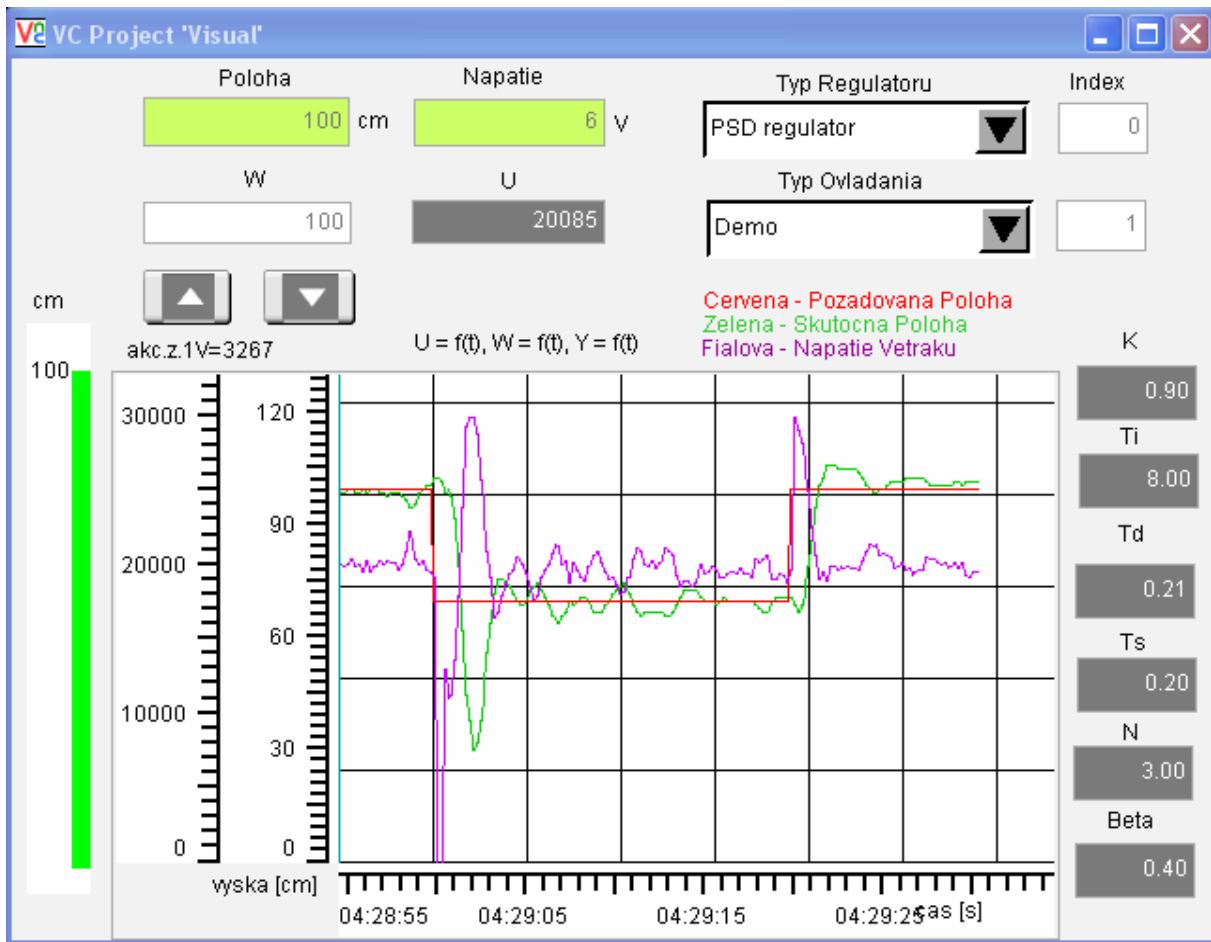 VC Project 'Visual'
Poloha
100 cm
Napatie
6 V
Typ Regulatoru
PSD regulator
Index
0
W
100
U
20085
Typ Ovladania
Demo
1
cm
100
akc.z.1V=3267
U = f(t), W = f(t), Y = f(t)
Cervena - Pozadovana Poloha
Zelena - Skutocna Poloha
Fialova - Napatie Vetraku
30000
20000
10000
0
120
90
60
30
0
vyska [cm]
04:28:55 04:29:05 04:29:15 04:29:25
cas [s]
K
0.90
Ti
8.00
Td
0.21
Ts
0.20
N
3.00
Beta
0.40